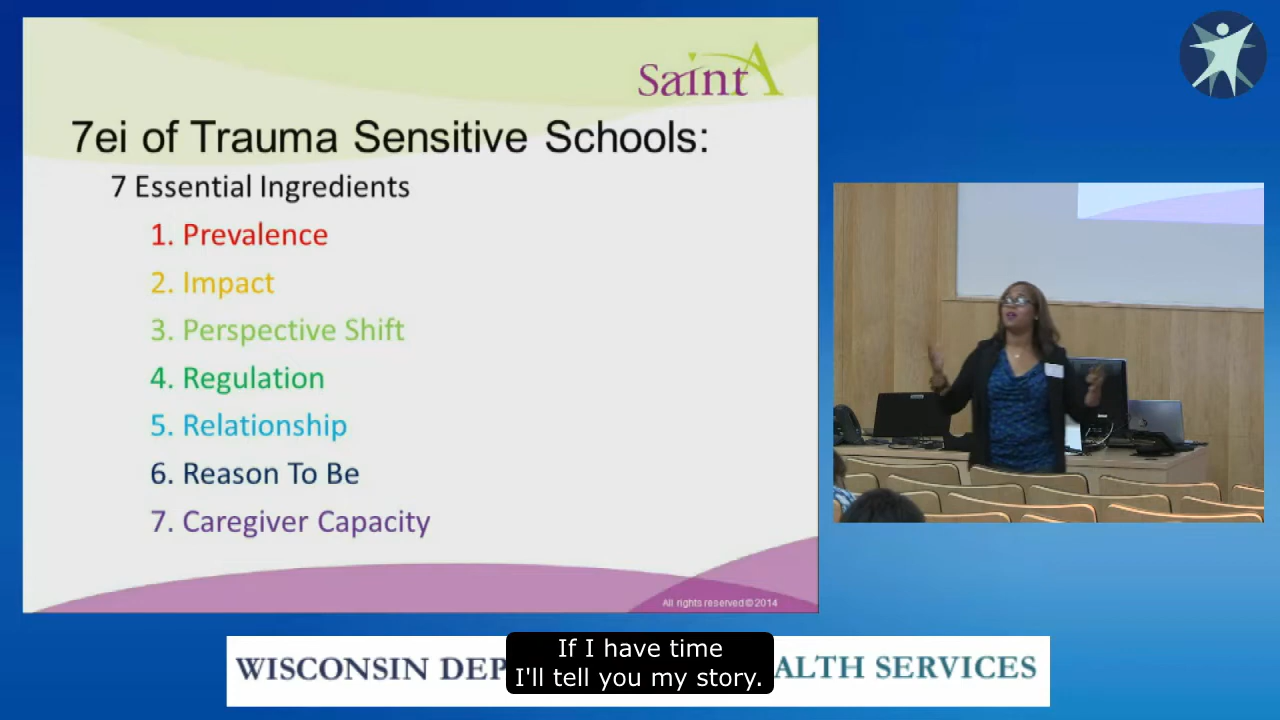 SaintA
7ei of Trauma Sensitive Schools:
7 Essential Ingredients
1. Prevalence
2. Impact
3. Perspective Shift
4. Regulation
5. Relationship
6. Reason To Be
7. Caregiver Capacity
All rights reserved © 2014
WISCONSIN DEP ALTH SERVICES
If I have time
I'll tell you my story.